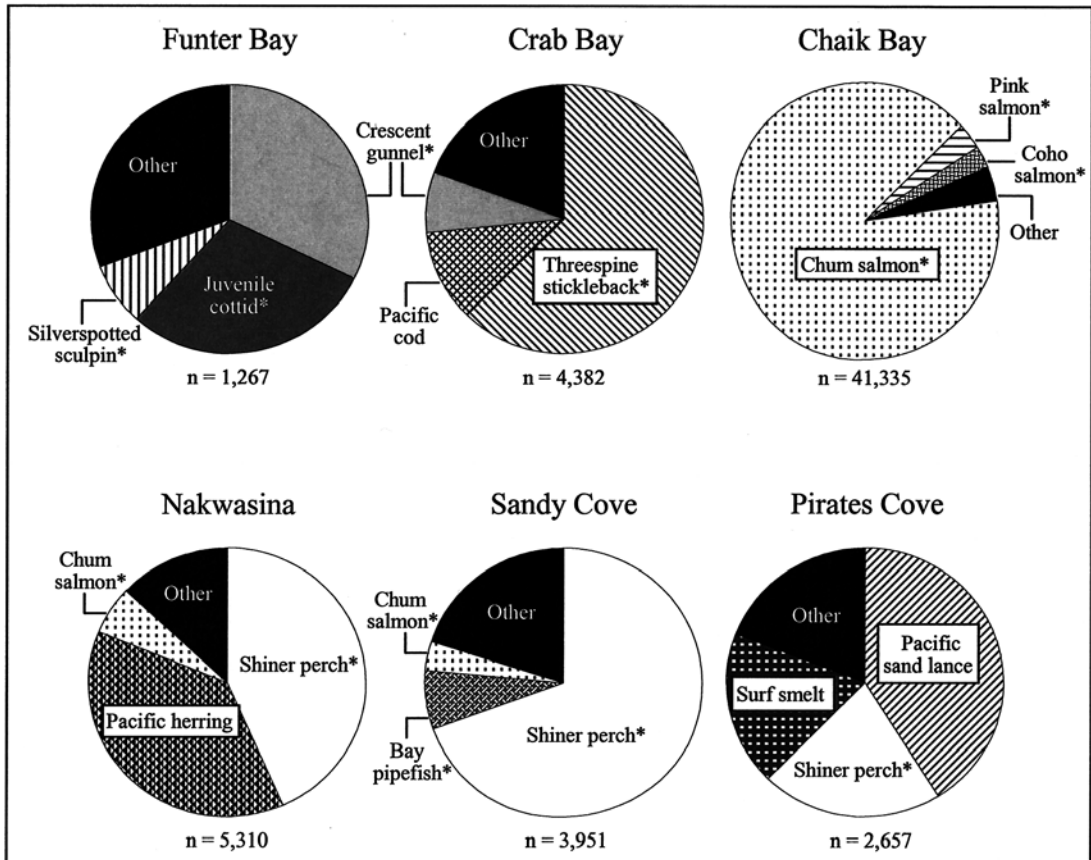 Funter Bay
Crab Bay
Chaik Bay
Other
Juvenile
cottid*
Silverspotted
sculpin*
n = 1,267
Crescent
gunnel*
Other
Threespine
stickleback*
Pacific
cod
n = 4,382
Pink
salmon*
Coho
salmon*
Other
Chum salmon*
n = 41,335
Nakwasina
Sandy Cove
Pirates Cove
Chum
salmon*
Other
Shiner perch*
Pacific herring
n = 5,310
Chum
salmon*
Other
Shiner perch*
Bay
pipefish*
n = 3,951
Other
Pacific
sand lance
Surf smelt
Shiner perch*
n = 2,657